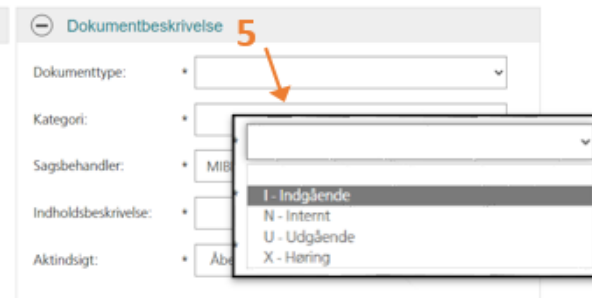 Dokumentbeskrivelse
5
Dokumenttype: *
Kategori: *
Sagsbehandler: *
Indholdsbeskrivelse: *
Aktindsigt: *
I - Indgående
N - Internt
U - Udgående
X - Høring